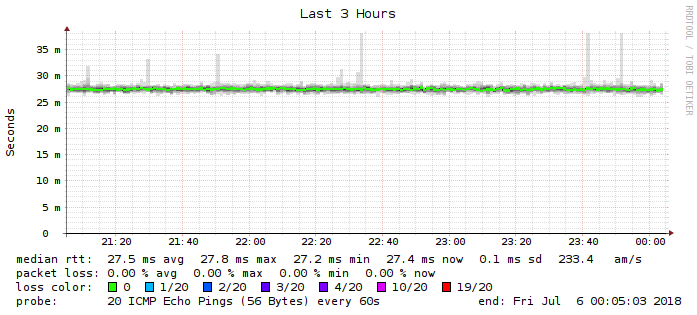 Last 3 Hours
RRDTOOL / TOBI OETIKER
Seconds
35 m
30 m
25 m
20 m
15 m
10 m
5 m
0
21:20 21:40 22:00 22:20 22:40 23:00 23:20 23:40 00:00
median rtt: 27.5 ms avg 27.8 ms max 27.2 ms min 27.4 ms now 0.1 ms sd 233.4 am/s
packet loss: 0.00 % avg 0.00 % max 0.00 % min 0.00 % now
loss color: 0 1/20 2/20 3/20 4/20 10/20 19/20
probe: 20 ICMP Echo Pings (56 Bytes) every 60s end: Fri Jul 6 00:05:03 2018